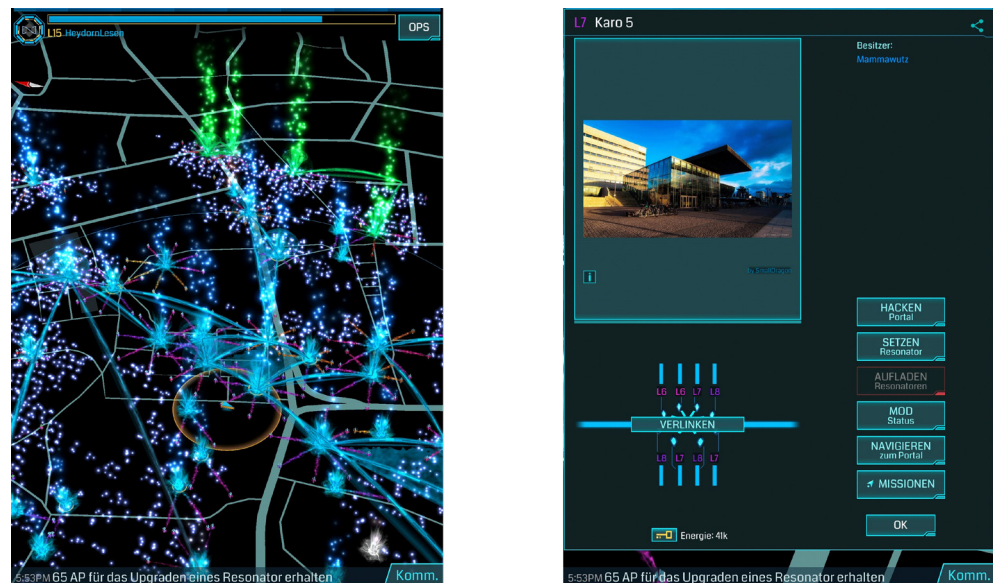 L15 HeydornLesen
OPS
5:53PM 65 AP für das Upgraden eines Resonator erhalten
Komm.
L7 Karo 5
Besitzer:
Mammawutz
i
HACKEN
Portal
SETZEN
Resonator
AUFLADEN
Resonatoren
MOD
Status
NAVIGIEREN
zum Portal
MISSIONEN
OK
L6 L6 L7 L8
VERLINKEN
L8 L7 L8 L7
Energie: 41k
5:53PM 65 AP für das Upgraden eines Resonator erhalten
Komm.